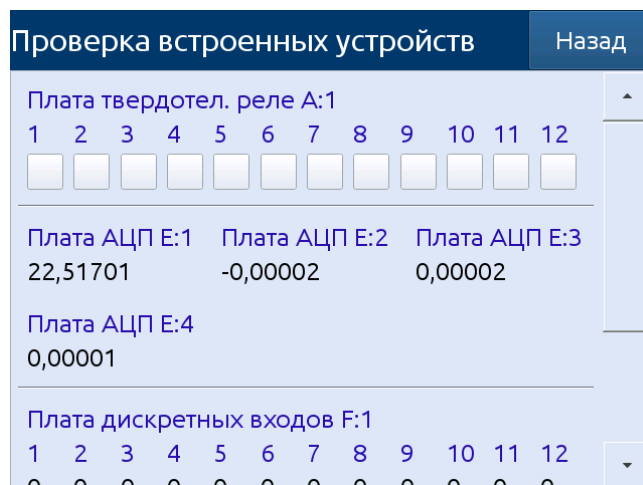 Проверка встроенных устройств Назад
Плата твердотел. реле A:1
1 2 3 4 5 6 7 8 9 10 11 12
Плата АЦП E:1 Плата АЦП E:2 Плата АЦП E:3
22,51701 -0,00002 0,00002
Плата АЦП E:4
0,00001
Плата дискретных входов F:1
1 2 3 4 5 6 7 8 9 10 11 12